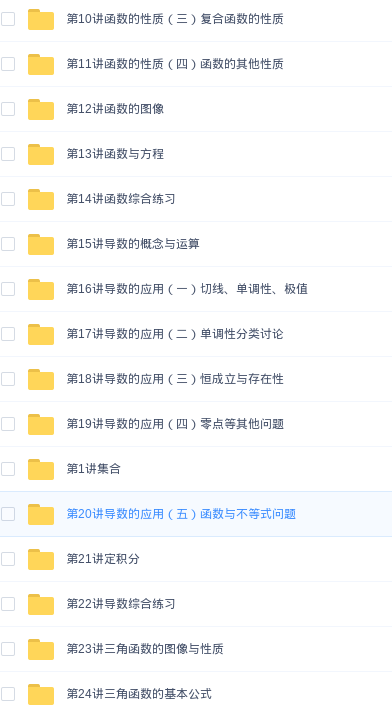 第10讲函数的性质（三）复合函数的性质
第11讲函数的性质（四）函数的其他性质
第12讲函数的图像
第13讲函数与方程
第14讲函数综合练习
第15讲导数的概念与运算
第16讲导数的应用（一）切线、单调性、极值
第17讲导数的应用（二）单调性分类讨论
第18讲导数的应用（三）恒成立与存在性
第19讲导数的应用（四）零点等其他问题
第1讲集合
第20讲导数的应用（五）函数与不等式问题
第21讲定积分
第22讲导数综合练习
第23讲三角函数的图像与性质
第24讲三角函数的基本公式